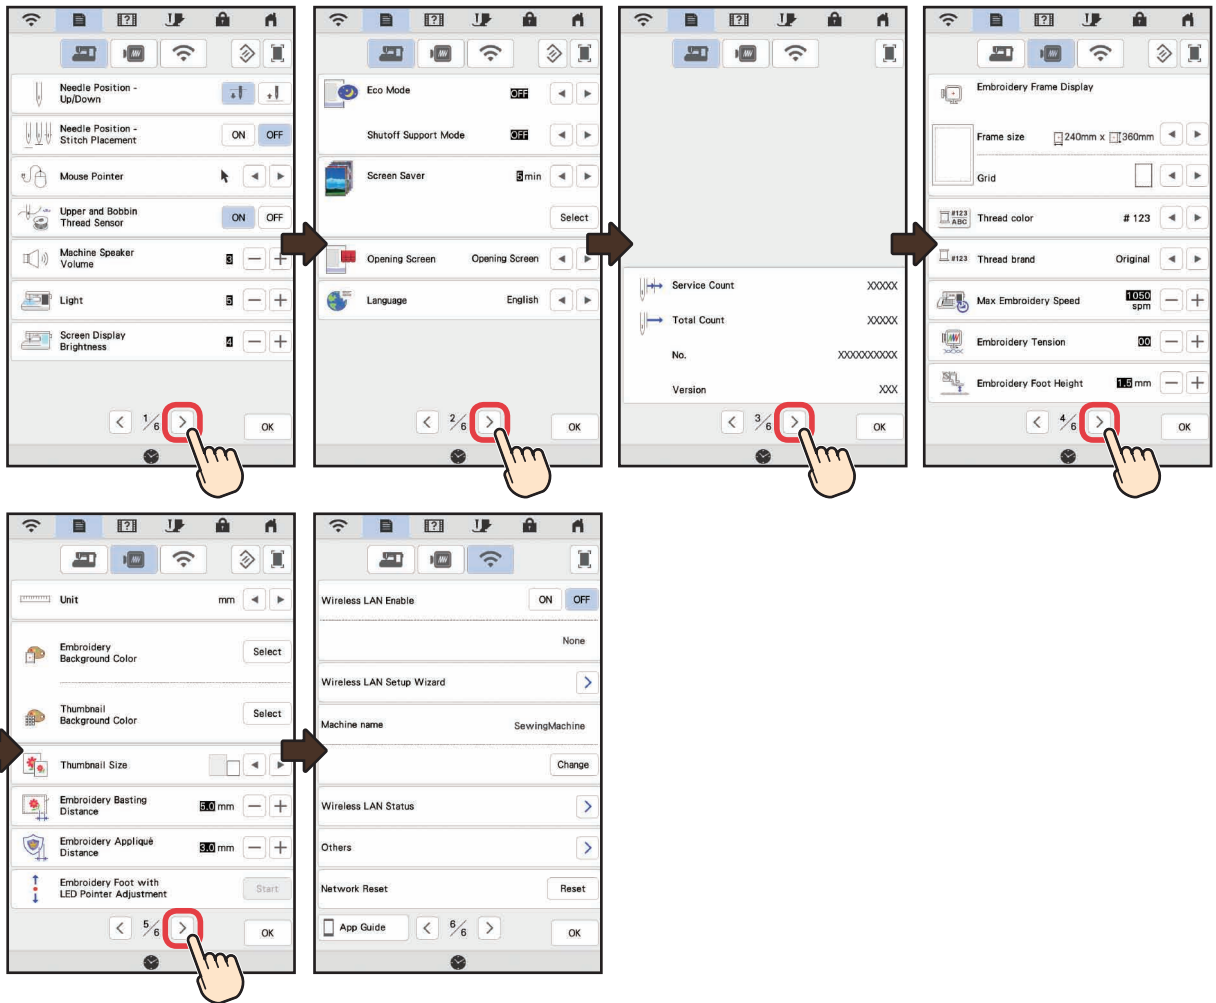 Needle Position -
Up/Down
Needle Position -
Stitch Placement
ON
OFF
Mouse Pointer
Upper and Bobbin
Thread Sensor
ON
OFF
Machine Speaker
Volume
3
Light
5
Screen Display
Brightness
4
1/6
OK
Eco Mode
OFF
Shutoff Support Mode
OFF
Screen Saver
5 min
Select
Opening Screen
Opening Screen
Language
English
2/6
OK
Service Count
XXXXX
Total Count
XXXXX
No.
XXXXXXXXXX
Version
XXX
3/6
OK
Embroidery Frame Display
Frame size
240mm x 360mm
Grid
#123
ABC
Thread color
# 123
#123
Thread brand
Original
Max Embroidery Speed
1050
spm
Embroidery Tension
00
Embroidery Foot Height
1.5 mm
4/6
OK
Unit
mm
Embroidery
Background Color
Select
Thumbnail
Background Color
Select
Thumbnail Size
Embroidery Basting
Distance
5.0 mm
Embroidery Appliqué
Distance
3.0 mm
Embroidery Foot with
LED Pointer Adjustment
Start
5/6
OK
Wireless LAN Enable
ON
OFF
None
Wireless LAN Setup Wizard
Machine name
SewingMachine
Change
Wireless LAN Status
Others
Network Reset
Reset
App Guide
6/6
OK